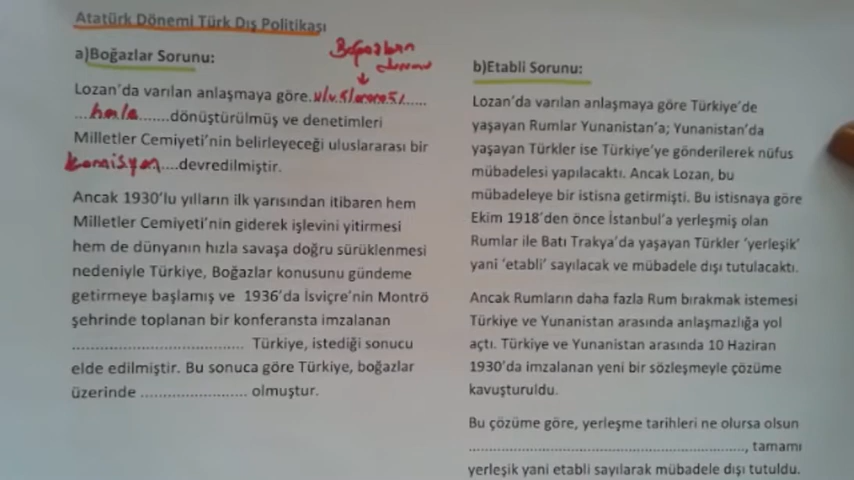 Atatürk Dönemi Türk Dış Politikası
a)Boğazlar Sorunu:
Boğazların
durumu
Lozan'da varılan anlaşmaya göre.uluslararası......
...hale.......dönüştürülmüş ve denetimleri
Milletler Cemiyeti'nin belirleyeceği uluslararası bir
komisyon....devredilmiştir.
Ancak 1930'lu yılların ilk yarısından itibaren hem
Milletler Cemiyeti'nin giderek işlevini yitirmesi
hem de dünyanın hızla savaşa doğru sürüklenmesi
nedeniyle Türkiye, Boğazlar konusunu gündeme
getirmeye başlamış ve 1936'da İsviçre'nin Montrö
şehrinde toplanan bir konferansta imzalanan
........................................ Türkiye, istediği sonucu
elde edilmiştir. Bu sonuca göre Türkiye, boğazlar
üzerinde ......................... olmuştur.
b)Etabli Sorunu:
Lozan'da varılan anlaşmaya göre Türkiye'de
yaşayan Rumlar Yunanistan'a; Yunanistan'da
yaşayan Türkler ise Türkiye'ye gönderilerek nüfus
mübadelesi yapılacaktı. Ancak Lozan, bu
mübadeleye bir istisna getirmişti. Bu istisnaya göre
Ekim 1918'den önce İstanbul'a yerleşmiş olan
Rumlar ile Batı Trakya'da yaşayan Türkler 'yerleşik'
yani 'etabli' sayılacak ve mübadele dışı tutulacaktı.
Ancak Rumların daha fazla Rum bırakmak istemesi
Türkiye ve Yunanistan arasında anlaşmazlığa yol
açtı. Türkiye ve Yunanistan arasında 10 Haziran
1930'da imzalanan yeni bir sözleşmeyle çözüme
kavuşturuldu.
Bu çözüme göre, yerleşme tarihleri ne olursa olsun
................................................................, tamamı
yerleşik yani etabli sayılarak mübadele dışı tutuldu.